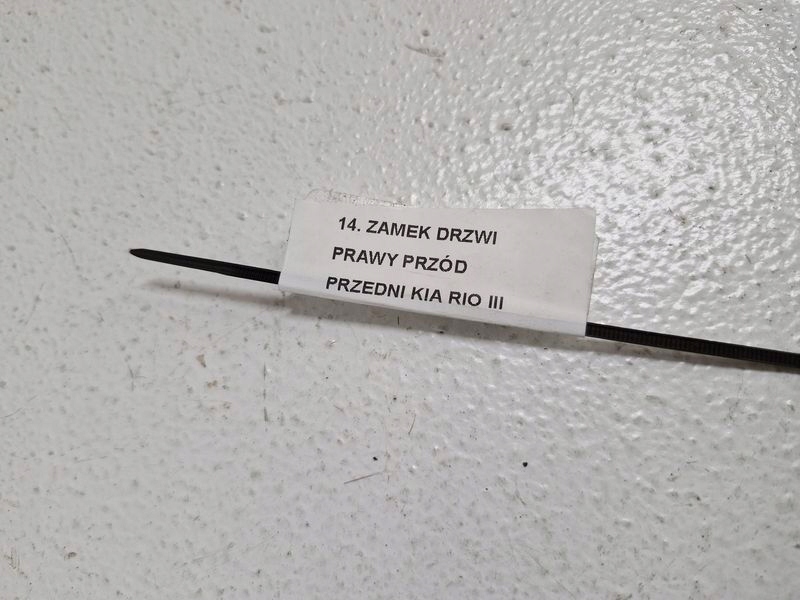 14. ZAMEK DRZWI
PRAWY PRZÓD
PRZEDNI KIA RIO III